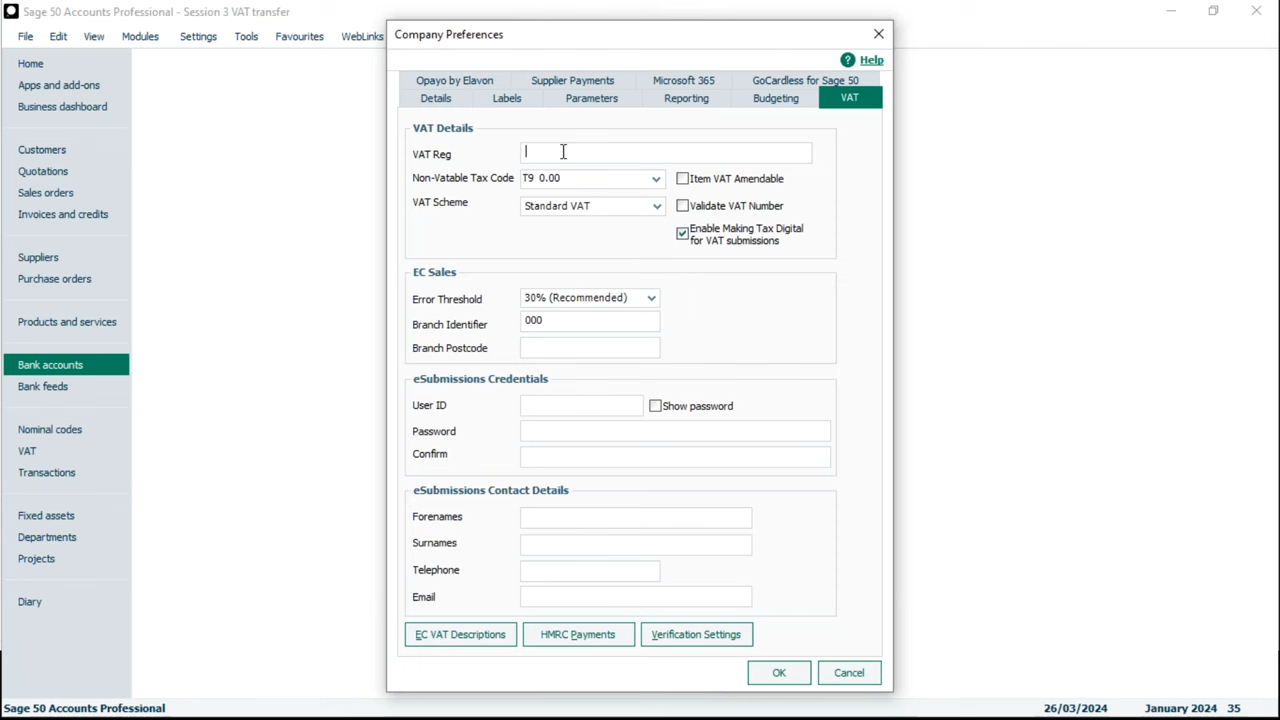 Sage 50 Accounts Professional - Session 3 VAT transfer
File Edit View Modules Settings Tools Favourites WebLinks
Home
Apps and add-ons
Business dashboard
Customers
Quotations
Sales orders
Invoices and credits
Suppliers
Purchase orders
Products and services
Bank accounts
Bank feeds
Nominal codes
VAT
Transactions
Fixed assets
Departments
Projects
Diary
Company Preferences
? Help
Opayo by Elavon Supplier Payments Microsoft 365 GoCardless for Sage 50
Details Labels Parameters Reporting Budgeting VAT
VAT Details
VAT Reg
Non-Vatable Tax Code T9 0.00 Item VAT Amendable
VAT Scheme Standard VAT Validate VAT Number
Enable Making Tax Digital
for VAT submissions
EC Sales
Error Threshold 30% (Recommended)
Branch Identifier 000
Branch Postcode
eSubmissions Credentials
User ID Show password
Password
Confirm
eSubmissions Contact Details
Forenames
Surnames
Telephone
Email
EC VAT Descriptions HMRC Payments Verification Settings
OK Cancel
Sage 50 Accounts Professional 26/03/2024 January 2024 35